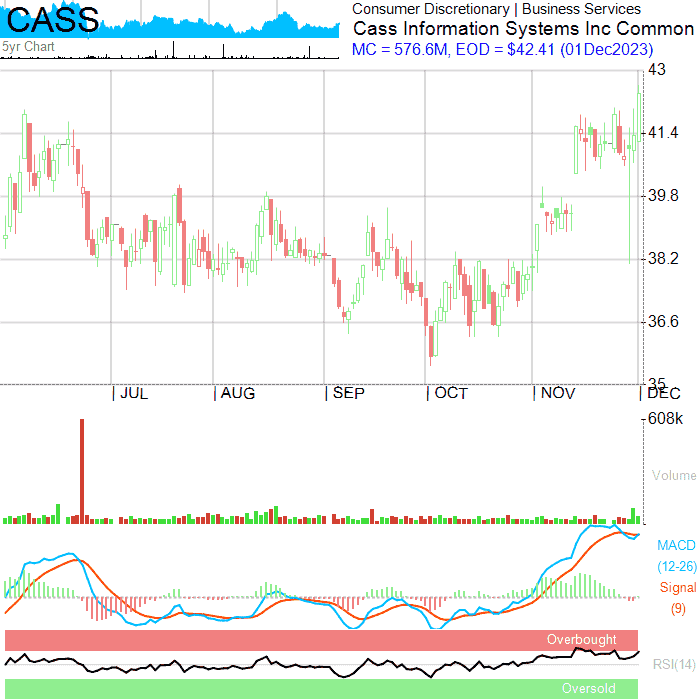 CASS
5yr Chart
Consumer Discretionary | Business Services
Cass Information Systems Inc Common
MC = 576.6M, EOD = $42.41 (01Dec2023)
43
41.4
39.8
38.2
36.6
35
| JUL
| AUG
| SEP
| OCT
| NOV
| DEC
608k
Volume
MACD
(12-26)
Signal
(9)
Overbought
RSI(14)
Oversold